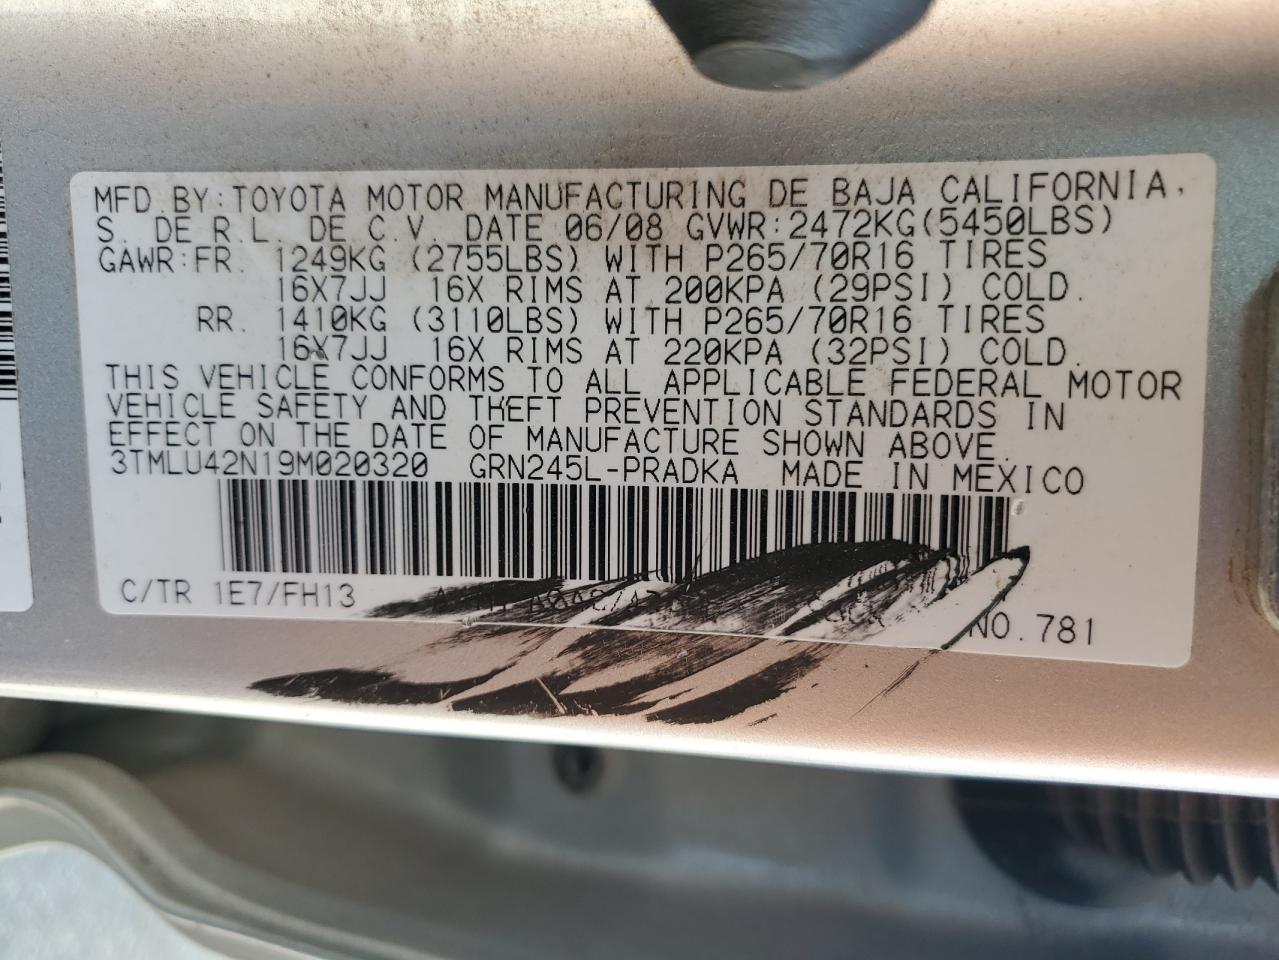 MFD.BY:TOYOTA MOTOR MANUFACTURING DE BAJA CALIFORNIA,
S. DE R.L. DE C.V. DATE 06/08 GVWR:2472KG(5450LBS)
GAWR:FR. 1249KG (2755LBS) WITH P265/70R16 TIRES
16X7JJ 16X RIMS AT 200KPA (29PSI) COLD.
RR. 1410KG (3110LBS) WITH P265/70R16 TIRES
16X7JJ 16X RIMS AT 220KPA (32PSI) COLD.
THIS VEHICLE CONFORMS TO ALL APPLICABLE FEDERAL MOTOR
VEHICLE SAFETY AND THEFT PREVENTION STANDARDS IN
EFFECT ON THE DATE OF MANUFACTURE SHOWN ABOVE.
3TMLU42N19M020320 GRN245L-PRADKA MADE IN MEXICO
C/TR 1E7/FH13 NO.781